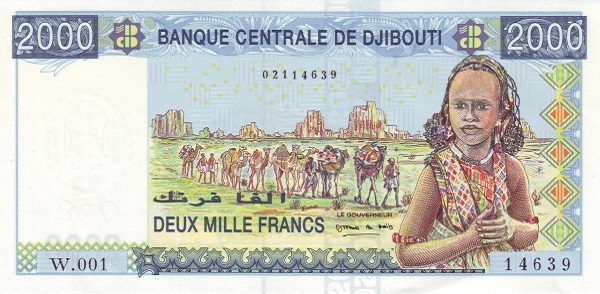 2000
BANQUE CENTRALE DE DJIBOUTI
2000
02114639
ألفا فرنك
LE GOUVERNEUR
DEUX MILLE FRANCS
W.001
14639